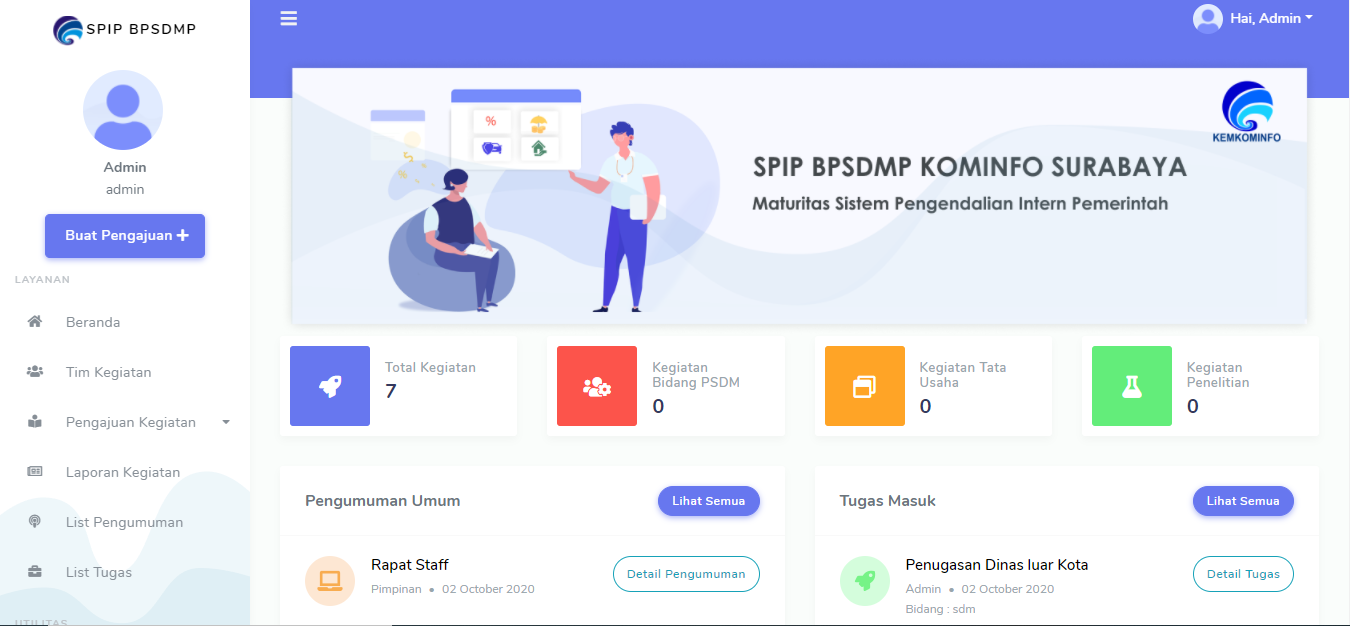 SPIP BPSDMP
Admin
admin
Buat Pengajuan
LAYANAN
Beranda
Tim Kegiatan
Pengajuan Kegiatan
Laporan Kegiatan
List Pengumuman
List Tugas
UTILITAS
Hai, Admin
%
KEMKOMINFO
SPIP BPSDMP KOMINFO SURABAYA
Maturitas Sistem Pengendalian Intern Pemerintah
Total Kegiatan
7
Kegiatan
Bidang PSDM
0
Kegiatan Tata
Usaha
0
Kegiatan
Penelitian
0
Pengumuman Umum
Lihat Semua
Rapat Staff
Pimpinan • 02 October 2020
Detail Pengumuman
Tugas Masuk
Lihat Semua
Penugasan Dinas luar Kota
Admin • 02 October 2020
Bidang : sdm
Detail Tugas